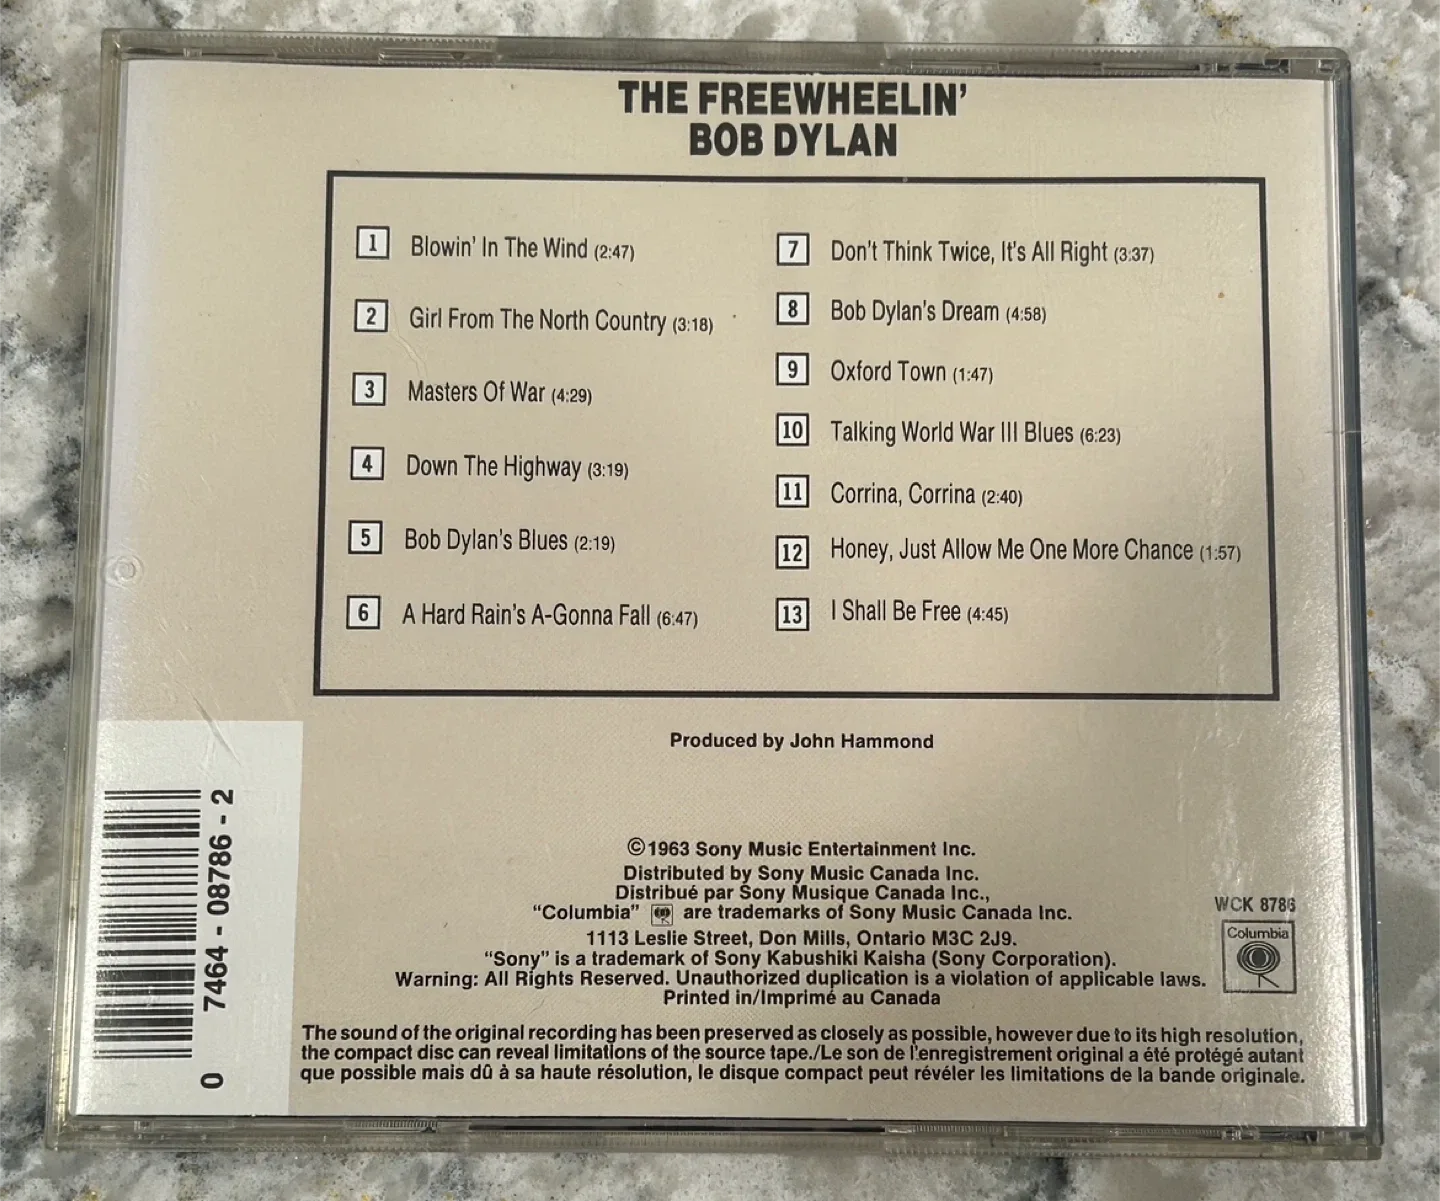 THE FREEWHEELIN'
BOB DYLAN
1 Blowin' In The Wind (2:47)
2 Girl From The North Country (3:18)
3 Masters Of War (4:29)
4 Down The Highway (3:19)
5 Bob Dylan's Blues (2:19)
6 A Hard Rain's A-Gonna Fall (6:47)
7 Don't Think Twice, It's All Right (3:37)
8 Bob Dylan's Dream (4:58)
9 Oxford Town (1:47)
10 Talking World War III Blues (6:23)
11 Corrina, Corrina (2:40)
12 Honey, Just Allow Me One More Chance (1:57)
13 I Shall Be Free (4:45)
Produced by John Hammond
©1963 Sony Music Entertainment Inc.
Distributed by Sony Music Canada Inc.
Distribué par Sony Musique Canada Inc.,
“Columbia” are trademarks of Sony Music Canada Inc.
1113 Leslie Street, Don Mills, Ontario M3C 2J9.
“Sony” is a trademark of Sony Kabushiki Kaisha (Sony Corporation).
Warning: All Rights Reserved. Unauthorized duplication is a violation of applicable laws.
Printed in/Imprimé au Canada
WCK 8786
Columbia
The sound of the original recording has been preserved as closely as possible, however due to its high resolution,
the compact disc can reveal limitations of the source tape./Le son de l'enregistrement original a été protégé autant
que possible mais dû à sa haute résolution, le disque compact peut révéler les limitations de la bande originale.
0 7464-08786-2